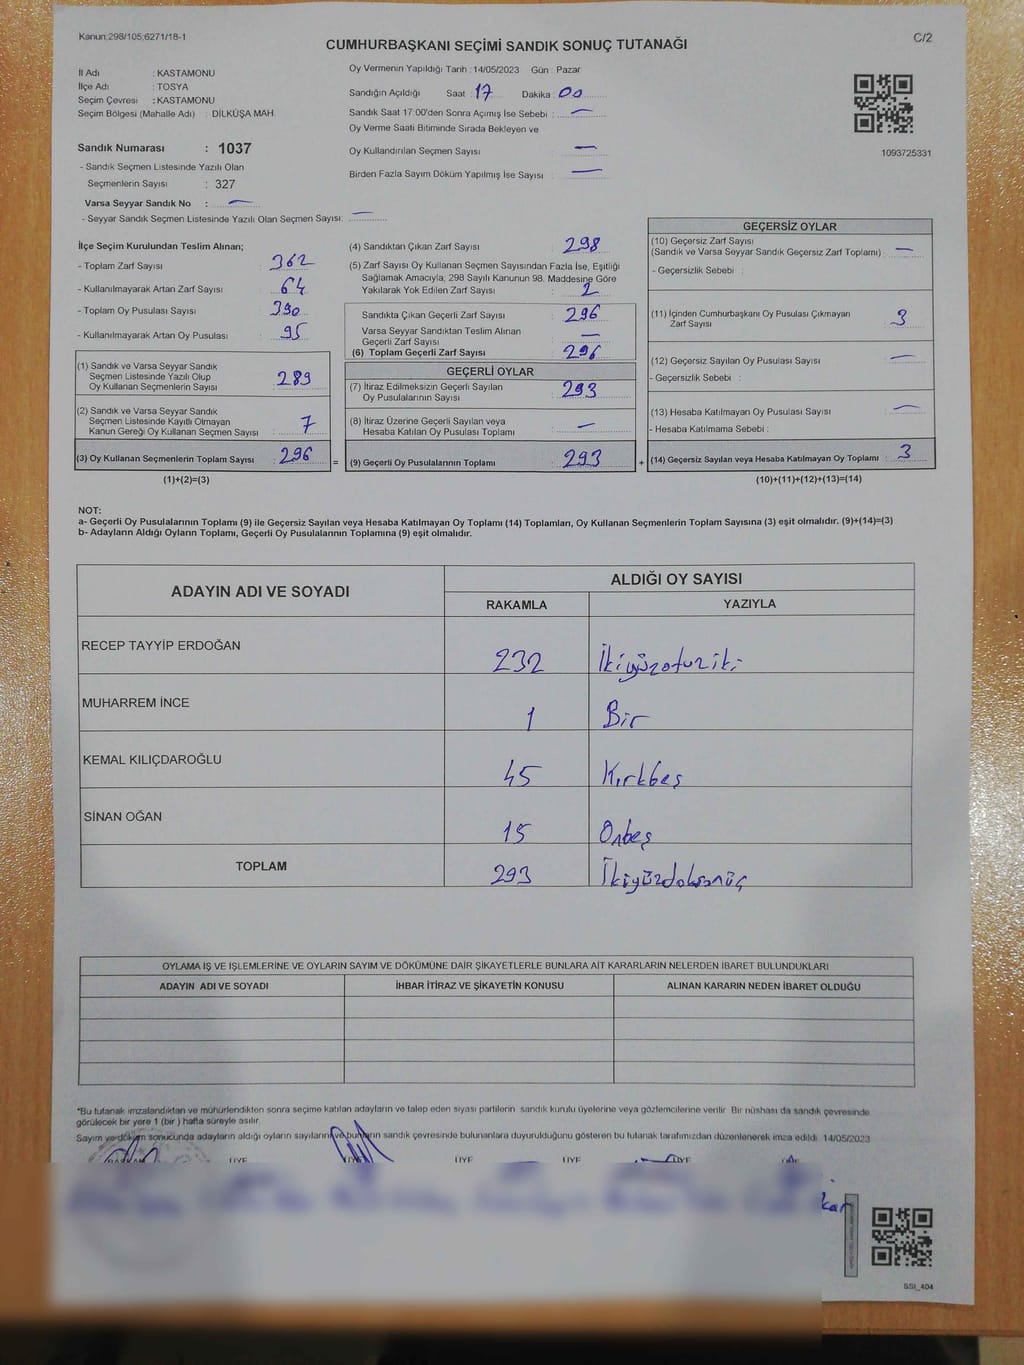 Kanun:298/105;6271/18-1
C/2
CUMHURBAŞKANI SEÇİMİ SANDIK SONUÇ TUTANAĞI
İl Adı : KASTAMONU
İlçe Adı : TOSYA
Seçim Çevresi : KASTAMONU
Seçim Bölgesi (Mahalle Adı) : DİLKÜŞA MAH.
Sandık Numarası : 1037
- Sandık Seçmen Listesinde Yazılı Olan
Seçmenlerin Sayısı : 327
Varsa Seyyar Sandık No : —
- Seyyar Sandık Seçmen Listesinde Yazılı Olan Seçmen Sayısı: —
Oy Vermenin Yapıldığı Tarih : 14/05/2023 Gün : Pazar
Sandığın Açıldığı Saat : 17 Dakika : 00
Sandık Saat 17:00'den Sonra Açımış İse Sebebi : —
Oy Verme Saati Bitiminde Sırada Bekleyen ve
Oy Kullandırılan Seçmen Sayısı : —
Birden Fazla Sayım Döküm Yapılmış İse Sayısı : —
1093725331
İlçe Seçim Kurulundan Teslim Alınan;
- Toplam Zarf Sayısı : 362
- Kullanılmayarak Artan Zarf Sayısı : 64
- Toplam Oy Pusulası Sayısı : 390
- Kullanılmayarak Artan Oy Pusulası : 95
(1) Sandık ve Varsa Seyyar Sandık
Seçmen Listesinde Yazılı Olup
Oy Kullanan Seçmenlerin Sayısı : 289
(2) Sandık ve Varsa Seyyar Sandık
Seçmen Listesinde Kayıtlı Olmayan
Kanun Gereği Oy Kullanan Seçmen Sayısı : 7
(3) Oy Kullanan Seçmenlerin Toplam Sayısı : 296
(1)+(2)=(3)
(4) Sandıktan Çıkan Zarf Sayısı : 298
(5) Zarf Sayısı Oy Kullanan Seçmen Sayısından Fazla İse, Eşitliği
Sağlamak Amacıyla; 298 Sayılı Kanunun 98. Maddesine Göre
Yakılarak Yok Edilen Zarf Sayısı : 2
Sandıkta Çıkan Geçerli Zarf Sayısı : 296
Varsa Seyyar Sandıktan Teslim Alınan
Geçerli Zarf Sayısı : —
(6) Toplam Geçerli Zarf Sayısı : 296
GEÇERLİ OYLAR
(7) İtiraz Edilmeksizin Geçerli Sayılan
Oy Pusulalarının Sayısı : 293
(8) İtiraz Üzerine Geçerli Sayılan veya
Hesaba Katılan Oy Pusulası Toplamı : —
= (9) Geçerli Oy Pusulalarının Toplamı : 293
GEÇERSİZ OYLAR
(10) Geçersiz Zarf Sayısı
(Sandık ve Varsa Seyyar Sandık Geçersiz Zarf Toplamı) : —
- Geçersizlik Sebebi :
(11) İçinden Cumhurbaşkanı Oy Pusulası Çıkmayan
Zarf Sayısı : 3
(12) Geçersiz Sayılan Oy Pusulası Sayısı : —
- Geçersizlik Sebebi :
(13) Hesaba Katılmayan Oy Pusulası Sayısı : —
- Hesaba Katılmama Sebebi :
+ (14) Geçersiz Sayılan veya Hesaba Katılmayan Oy Toplamı : 3
(10)+(11)+(12)+(13)=(14)
NOT:
a- Geçerli Oy Pusulalarının Toplamı (9) ile Geçersiz Sayılan veya Hesaba Katılmayan Oy Toplamı (14) Toplamları, Oy Kullanan Seçmenlerin Toplam Sayısına (3) eşit olmalıdır. (9)+(14)=(3)
b- Adayların Aldığı Oyların Toplamı, Geçerli Oy Pusulalarının Toplamına (9) eşit olmalıdır.
ADAYIN ADI VE SOYADI
ALDIĞI OY SAYISI
RAKAMLA YAZIYLA
RECEP TAYYİP ERDOĞAN 232 İkiyüzotuziki
MUHARREM İNCE 1 Bir
KEMAL KILIÇDAROĞLU 45 Kırkbeş
SİNAN OĞAN 15 Onbeş
TOPLAM 293 İkiyüzdoksanüç
OYLAMA İŞ VE İŞLEMLERİNE VE OYLARIN SAYIM VE DÖKÜMÜNE DAİR ŞİKAYETLERLE BUNLARA AİT KARARLARIN NELERDEN İBARET BULUNDUKLARI
ADAYIN ADI VE SOYADI İHBAR İTİRAZ VE ŞİKAYETİN KONUSU ALINAN KARARIN NEDEN İBARET OLDUĞU
*Bu tutanak imzalandıktan ve mühürlendikten sonra seçime katılan adayların ve talep eden siyasi partilerin sandık kurulu üyelerine veya gözlemcilerine verilir. Bir nüshası da sandık çevresinde
görülecek bir yere 1 (bir) hafta süreyle asılır.
Sayım ve döküm sonucunda adayların aldığı oyların sayıları ve bunların sandık çevresinde bulunanlara duyurulduğunu gösteren bu tutanak tarafımızdan düzenlenerek imza edildi. 14/05/2023
BAŞKAN ÜYE ÜYE ÜYE ÜYE ÜYE
SSI_404